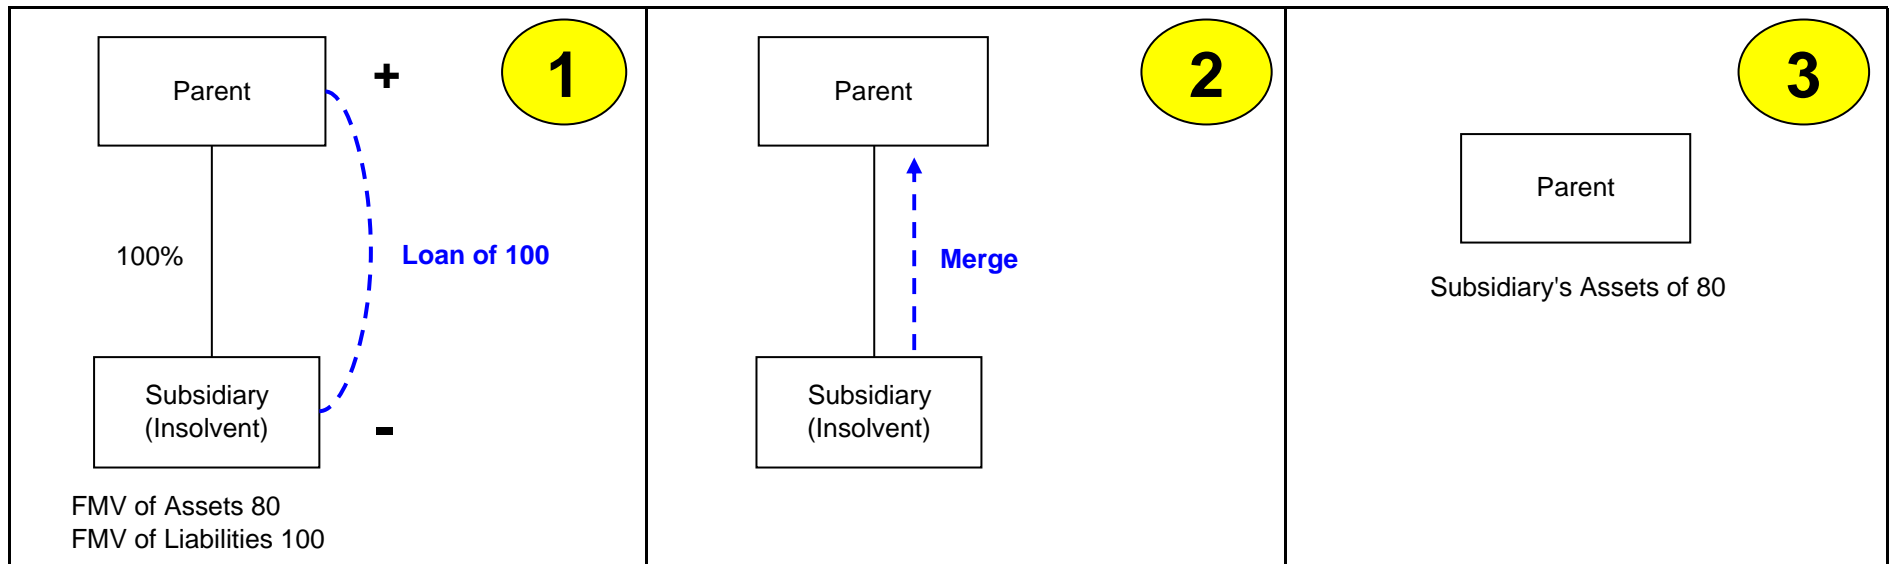 Parent
+
1
100%
Loan of 100
Subsidiary
(Insolvent)
-
FMV of Assets 80
FMV of Liabilities 100
2
Parent
Merge
Subsidiary
(Insolvent)
3
Parent
Subsidiary's Assets of 80